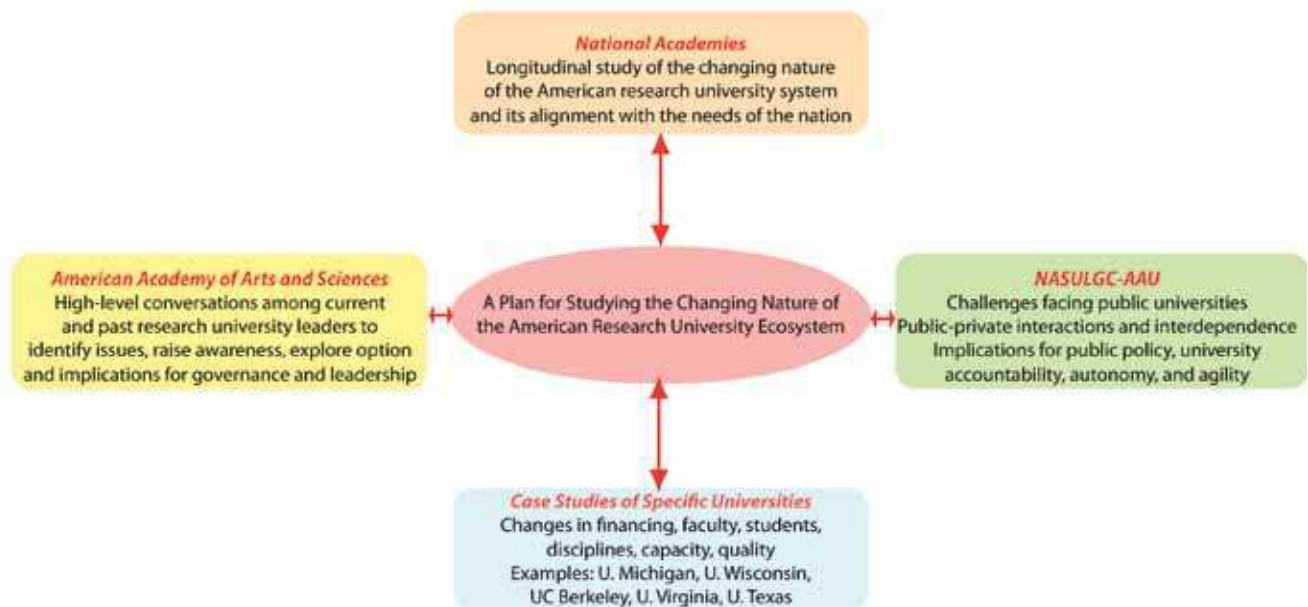 National Academies
Longitudinal study of the changing nature
of the American research university system
and its alignment with the needs of the nation
American Academy of Arts and Sciences
High-level conversations among current
and past research university leaders to
identify issues, raise awareness, explore option
and implications for governance and leadership
A Plan for Studying the Changing Nature of
the American Research University Ecosystem
NASULGC-AAU
Challenges facing public universities
Public-private interactions and interdependence
Implications for public policy, university
accountability, autonomy, and agility
Case Studies of Specific Universities
Changes in financing, faculty, students,
disciplines, capacity, quality
Examples: U. Michigan, U. Wisconsin,
UC Berkeley, U. Virginia, U. Texas